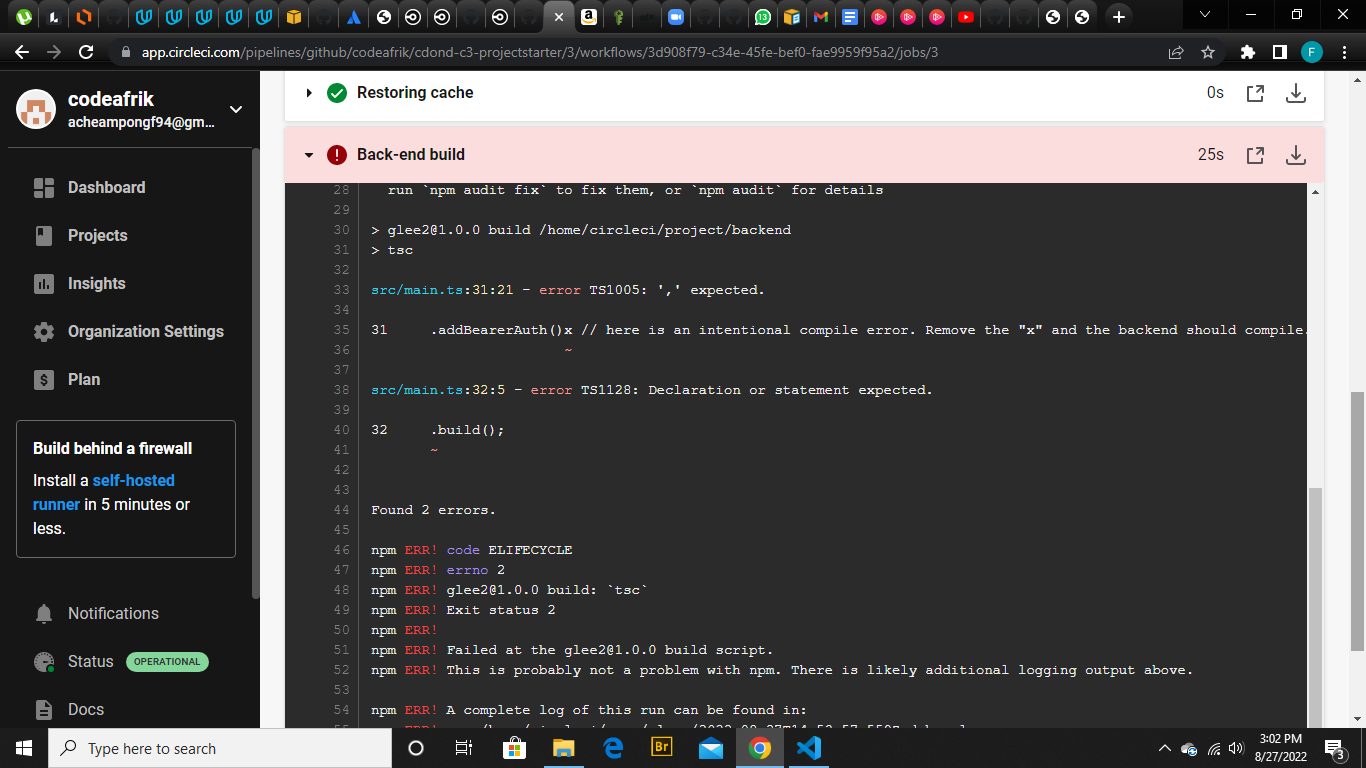 13
app.circleci.com/pipelines/github/codeafrik/cdond-c3-projectstarter/3/workflows/3d908f79-c34e-45fe-bef0-fae9959f95a2/jobs/3
F
codeafrik
acheampongf94@gm...
Dashboard
Projects
Insights
Organization Settings
Plan
Build behind a firewall
Install a self-hosted
runner in 5 minutes or
less.
Notifications
Status OPERATIONAL
Docs
Restoring cache 0s
Back-end build 25s
28 run `npm audit fix` to fix them, or `npm audit` for details
29
30 > glee2@1.0.0 build /home/circleci/project/backend
31 > tsc
32
33 src/main.ts:31:21 - error TS1005: ',' expected.
34
35 31 .addBearerAuth()x // here is an intentional compile error. Remove the "x" and the backend should compile.
36 ~
37
38 src/main.ts:32:5 - error TS1128: Declaration or statement expected.
39
40 32 .build();
41 ~
42
43
44 Found 2 errors.
45
46 npm ERR! code ELIFECYCLE
47 npm ERR! errno 2
48 npm ERR! glee2@1.0.0 build: `tsc`
49 npm ERR! Exit status 2
50 npm ERR!
51 npm ERR! Failed at the glee2@1.0.0 build script.
52 npm ERR! This is probably not a problem with npm. There is likely additional logging output above.
53
54 npm ERR! A complete log of this run can be found in:
Type here to search
Br
3:02 PM
8/27/2022
3